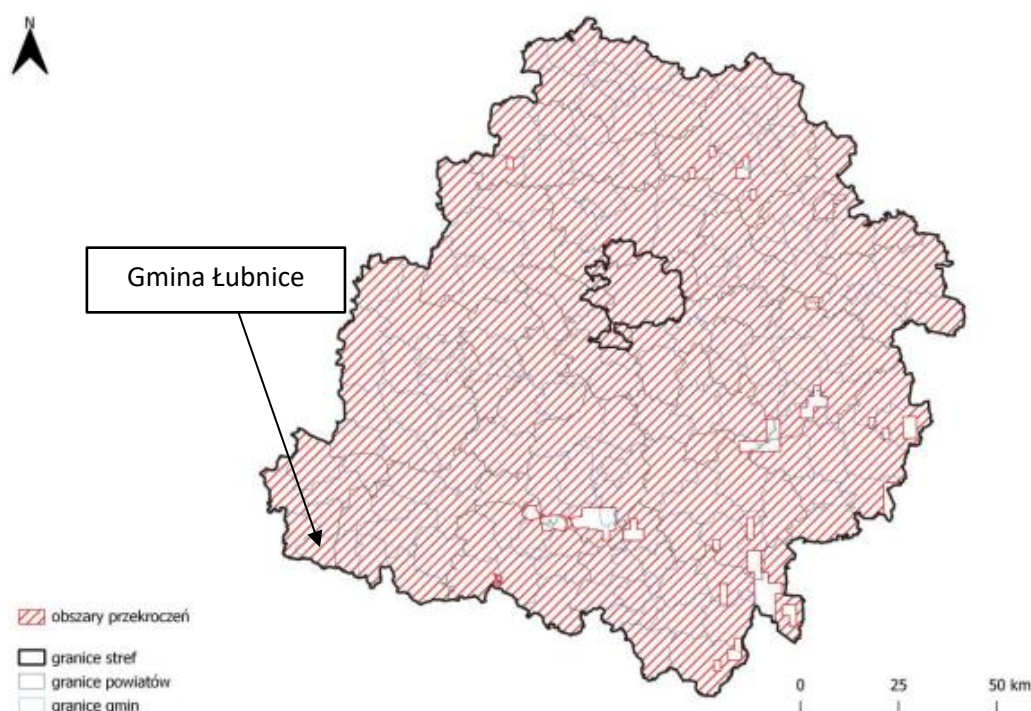 N
Gmina Łubnice
obszary przekroczeń
granice stref
granice powiatów
granice gmin
0 25 50 km